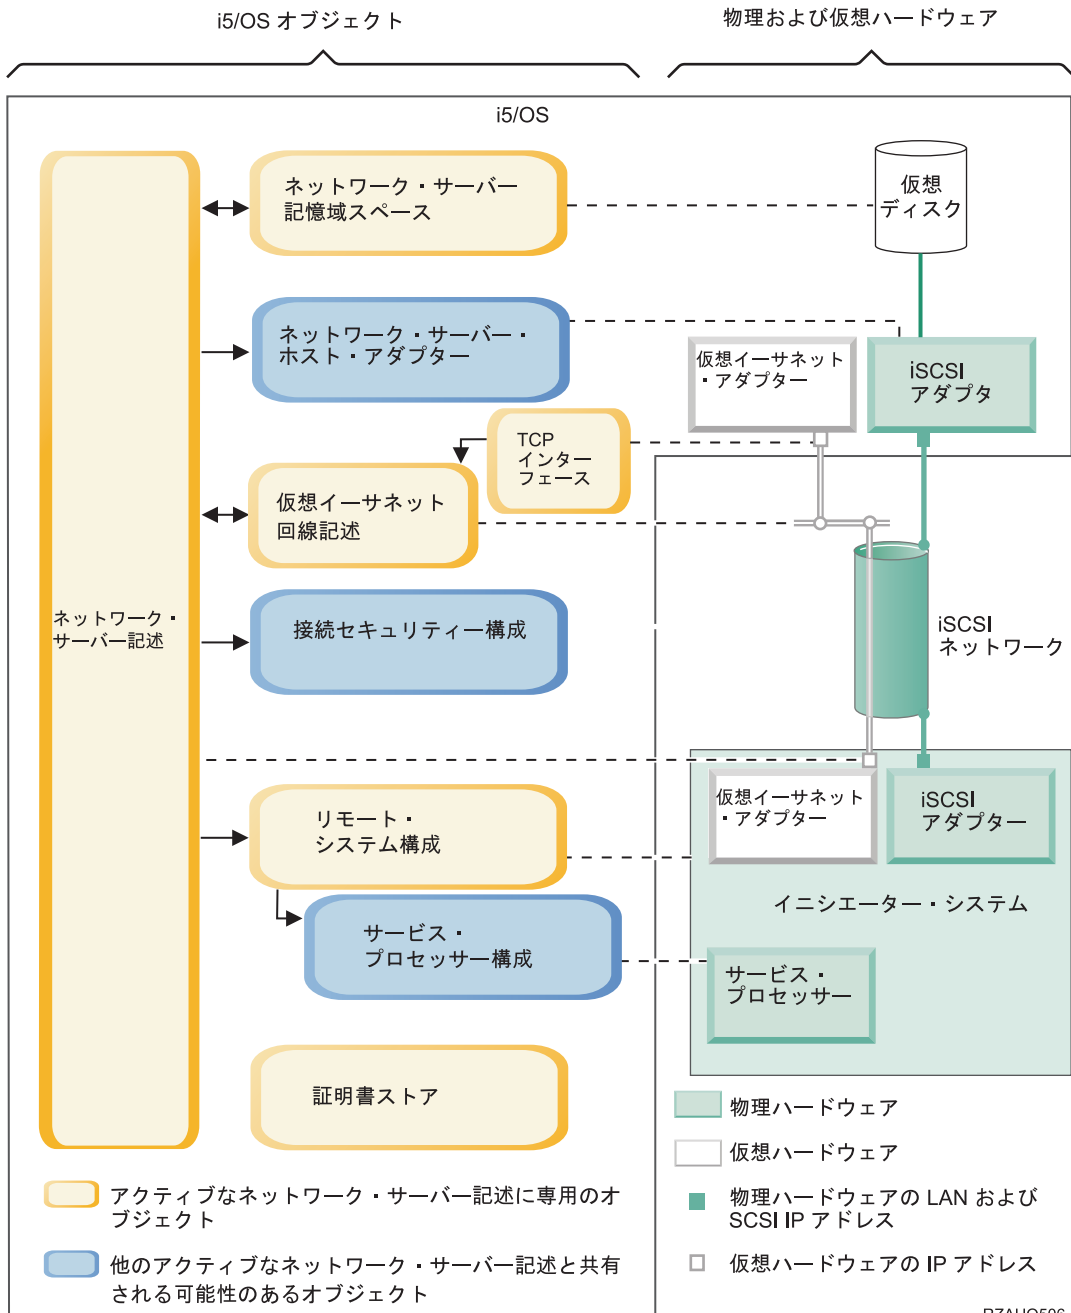 i5/OS オブジェクト
物理および仮想ハードウェア
i5/OS
ネットワーク・サーバー
記憶域スペース
仮想
ディスク
ネットワーク・サーバー・
ホスト・アダプター
仮想イーサネット
・アダプター
iSCSI
アダプタ
TCP
インター
フェース
仮想イーサネット
回線記述
ネットワーク・
サーバー記述
接続セキュリティー構成
iSCSI
ネットワーク
リモート・
システム構成
仮想イーサネット
・アダプター
iSCSI
アダプター
イニシエーター・システム
サービス・
プロセッサー構成
サービス・
プロセッサー
証明書ストア
物理ハードウェア
仮想ハードウェア
物理ハードウェアの LAN および
SCSI IP アドレス
仮想ハードウェアの IP アドレス
アクティブなネットワーク・サーバー記述に専用のオ
ブジェクト
他のアクティブなネットワーク・サーバー記述と共有
される可能性のあるオブジェクト